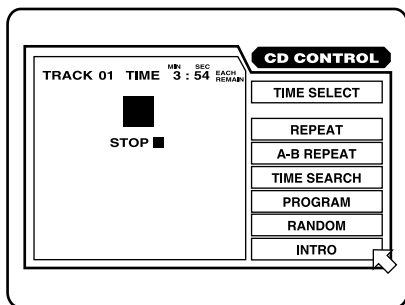 CD CONTROL
TRACK 01 TIME MIN 3 : SEC 54 EACH REMAIN
STOP
TIME SELECT
REPEAT
A-B REPEAT
TIME SEARCH
PROGRAM
RANDOM
INTRO